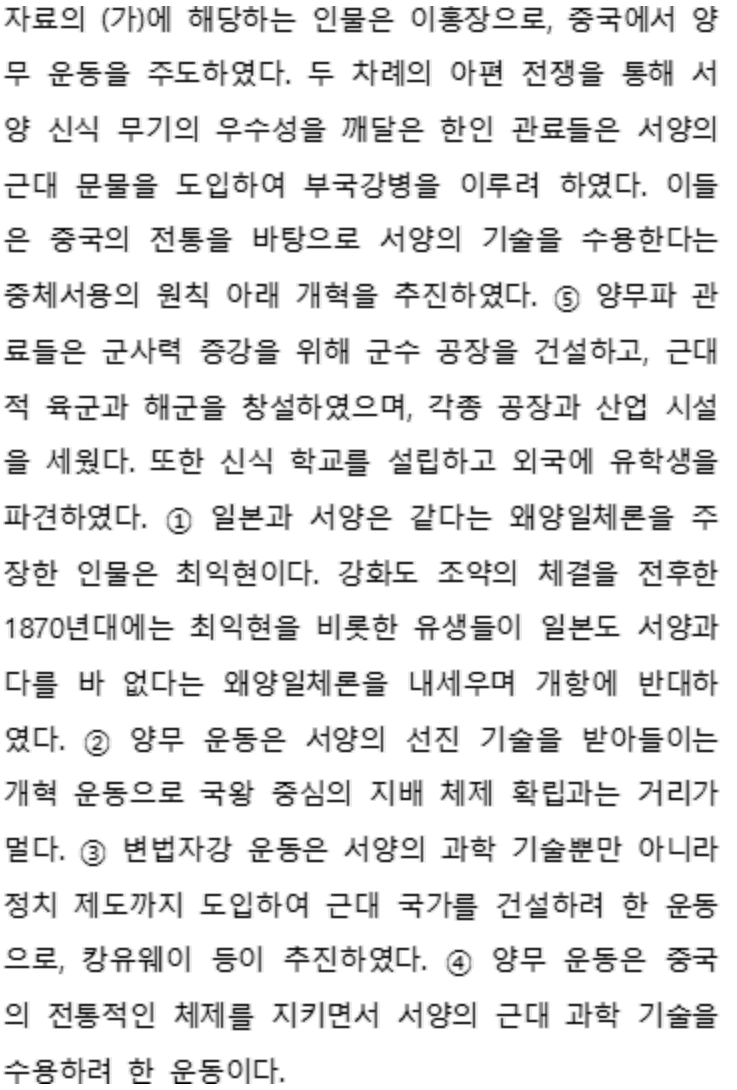 자료의 (가)에 해당하는 인물은 이홍장으로, 중국에서 양
무 운동을 주도하였다. 두 차례의 아편 전쟁을 통해 서
양 신식 무기의 우수성을 깨달은 한인 관료들은 서양의
근대 문물을 도입하여 부국강병을 이루려 하였다. 이들
은 중국의 전통을 바탕으로 서양의 기술을 수용한다는
중체서용의 원칙 아래 개혁을 추진하였다. ⑤ 양무파 관
료들은 군사력 증강을 위해 군수 공장을 건설하고, 근대
적 육군과 해군을 창설하였으며, 각종 공장과 산업 시설
을 세웠다. 또한 신식 학교를 설립하고 외국에 유학생을
파견하였다. ① 일본과 서양은 같다는 왜양일체론을 주
장한 인물은 최익현이다. 강화도 조약의 체결을 전후한
1870년대에는 최익현을 비롯한 유생들이 일본도 서양과
다를 바 없다는 왜양일체론을 내세우며 개항에 반대하
였다. ② 양무 운동은 서양의 선진 기술을 받아들이는
개혁 운동으로 국왕 중심의 지배 체제 확립과는 거리가
멀다. ③ 변법자강 운동은 서양의 과학 기술뿐만 아니라
정치 제도까지 도입하여 근대 국가를 건설하려 한 운동
으로, 캉유웨이 등이 추진하였다. ④ 양무 운동은 중국
의 전통적인 체제를 지키면서 서양의 근대 과학 기술을
수용하려 한 운동이다.